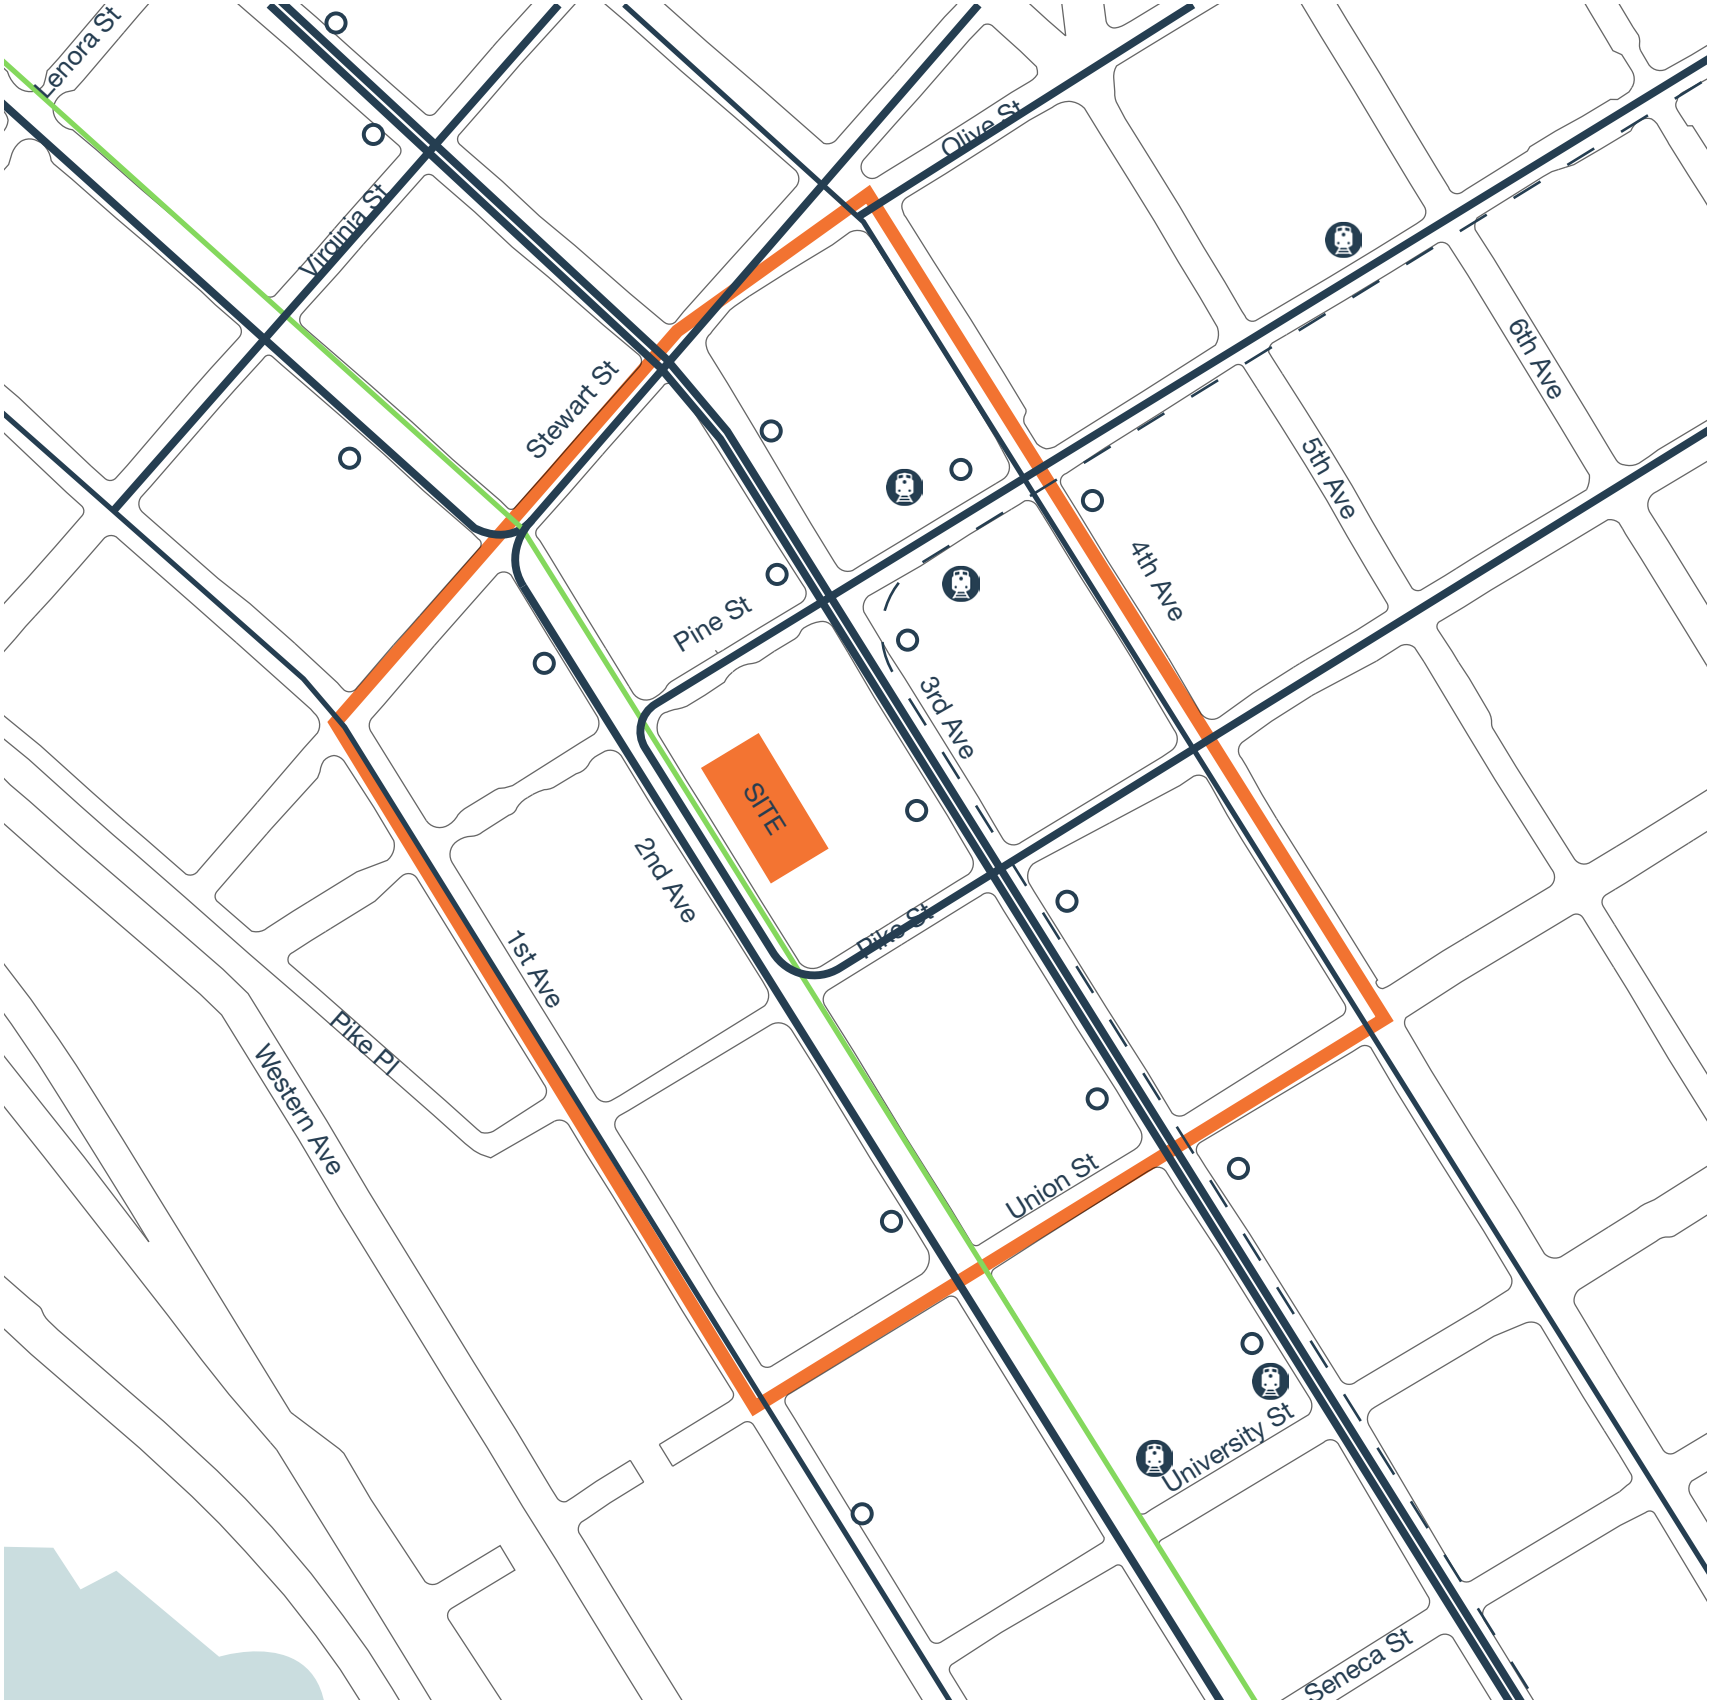 Lenora St
Olive St
Virginia St
Stewart St
6th Ave
5th Ave
4th Ave
Pine St
3rd Ave
SITE
2nd Ave
Pike St
1st Ave
Pike Pl
Western Ave
Union St
University St
Seneca St